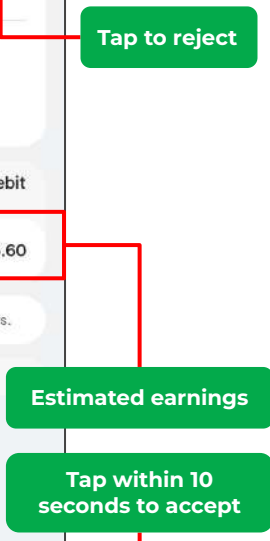 Tap to reject
ebit
.60
s.
Estimated earnings
Tap within 10
seconds to accept